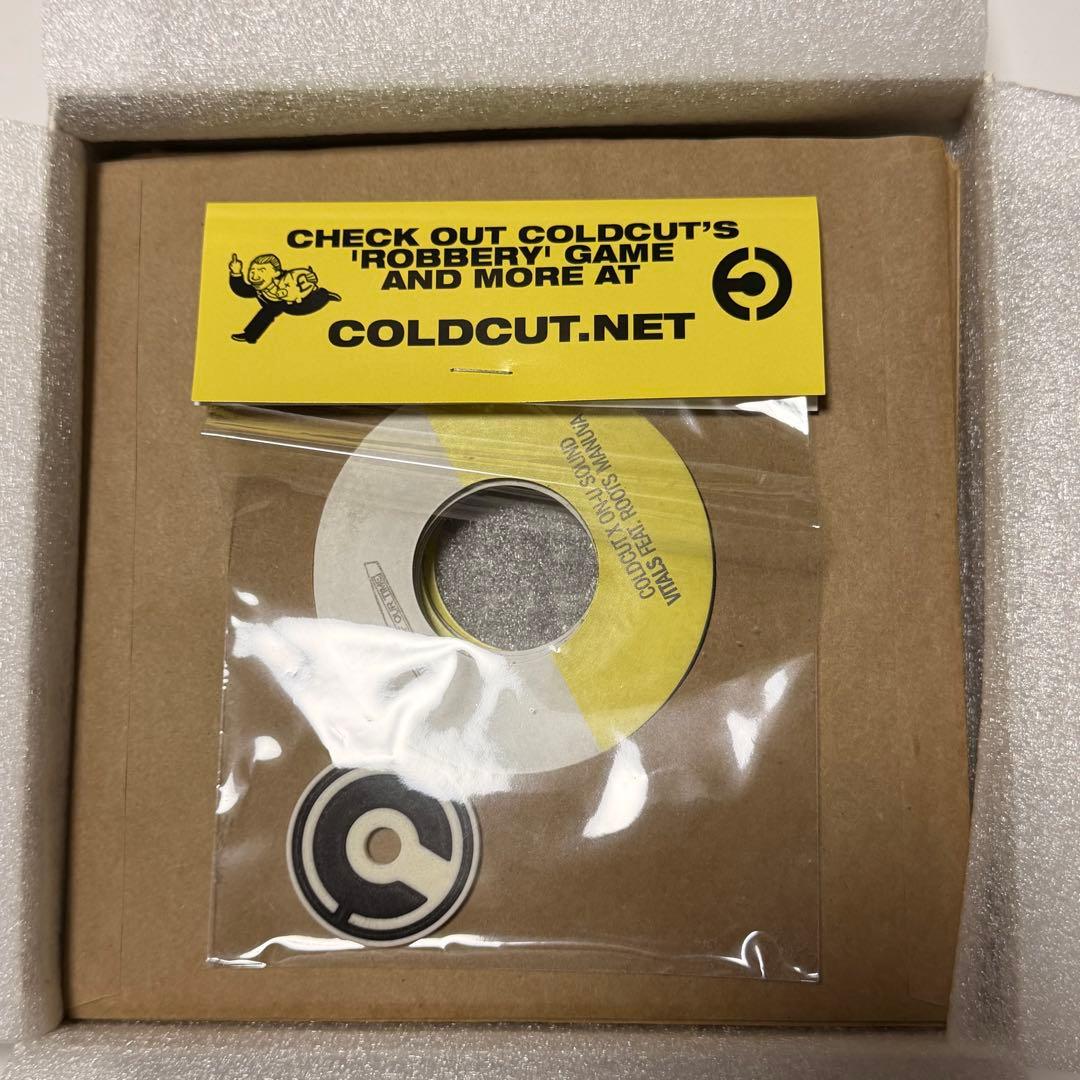 CHECK OUT COLDCUT'S
'ROBBERY' GAME
AND MORE AT
COLDCUT.NET
£
COLDCUT X ON-U SOUND
VITALS FEAT. ROOTS MANUVA